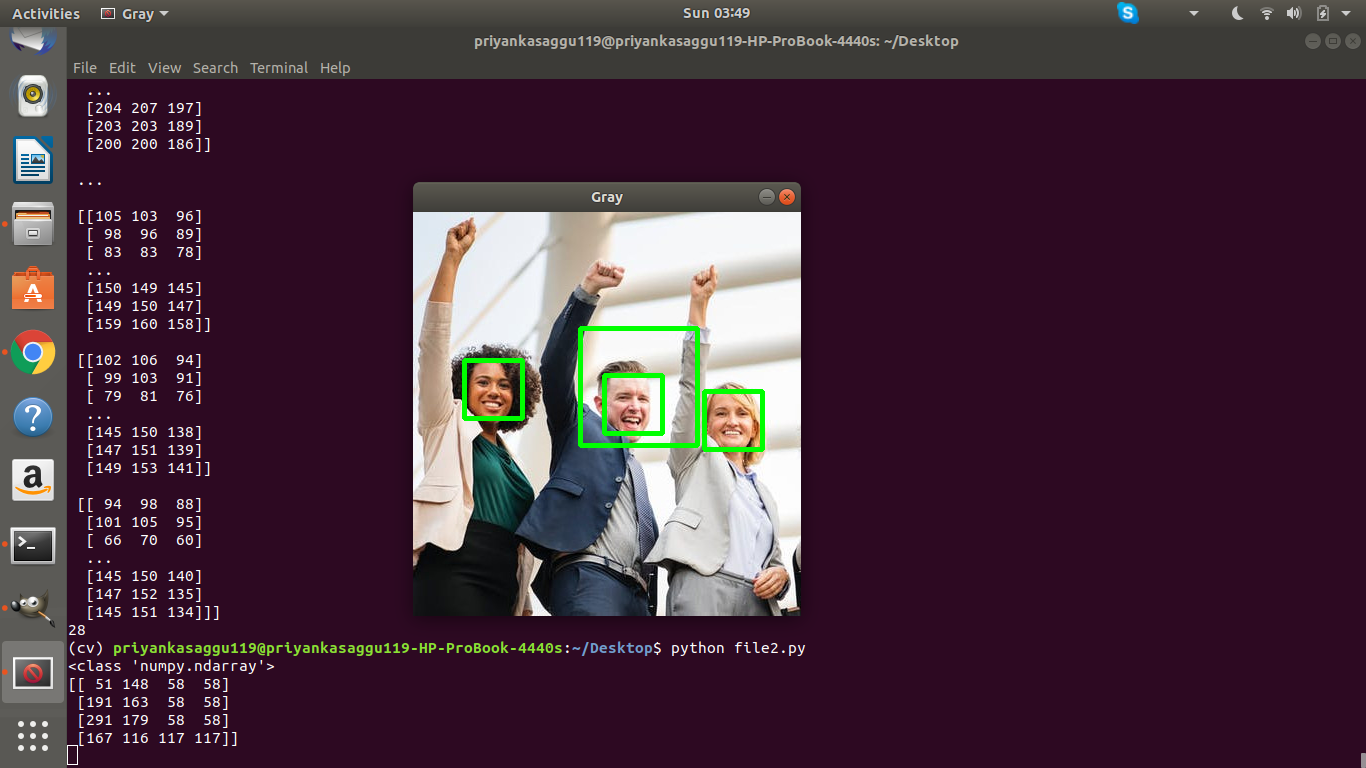 Activities
Gray
Sun 03:49
priyankasaggu119@priyankasaggu119-HP-ProBook-4440s: ~/Desktop
File Edit View Search Terminal Help
...
[204 207 197]
[203 203 189]
[200 200 186]]
...
[[105 103  96]
[ 98  96  89]
[ 83  83  78]
...
[150 149 145]
[149 150 147]
[159 160 158]]
[[102 106  94]
[ 99 103  91]
[ 79  81  76]
...
[145 150 138]
[147 151 139]
[149 153 141]]
[[ 94  98  88]
[101 105  95]
[ 66  70  60]
...
[145 150 140]
[147 152 135]
[145 151 134]]]
28
(cv) priyankasaggu119@priyankasaggu119-HP-ProBook-4440s:~/Desktop$ python file2.py
<class 'numpy.ndarray'>
[[ 51 148  58  58]
[191 163  58  58]
[291 179  58  58]
[167 116 117 117]]
Gray